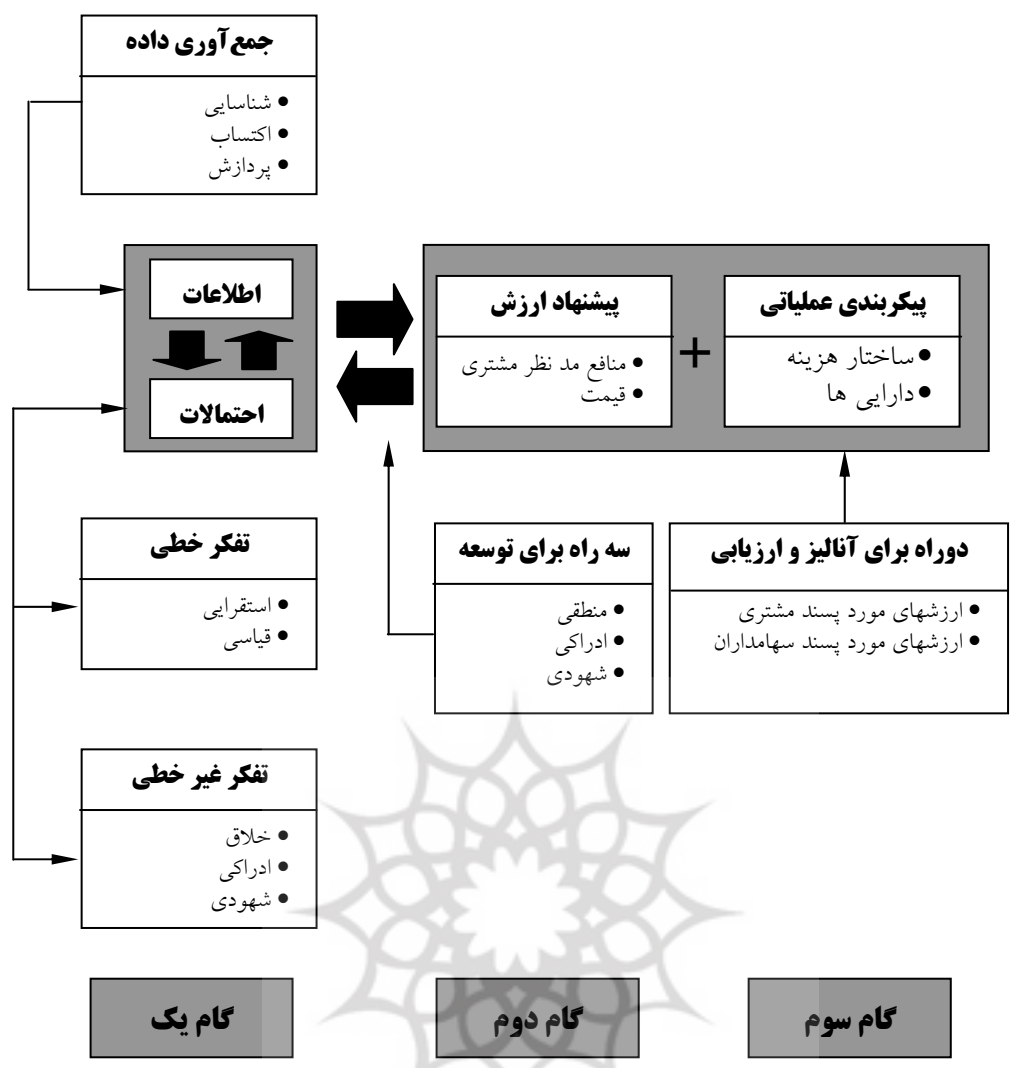 جمع‌آوری داده
• شناسایی
• اکتساب
• پردازش
اطلاعات
احتمالات
پیشنهاد ارزش
• منافع مد نظر مشتری
• قیمت
+
پیکربندی عملیاتی
• ساختار هزینه
• دارایی ها
تفکر خطی
• استقرایی
• قیاسی
سه راه برای توسعه
• منطقی
• ادراکی
• شهودی
دوراه برای آنالیز و ارزیابی
• ارزشهای مورد پسند مشتری
• ارزشهای مورد پسند سهامداران
تفکر غیر خطی
• خلاق
• ادراکی
• شهودی
گام یک
گام دوم
گام سوم